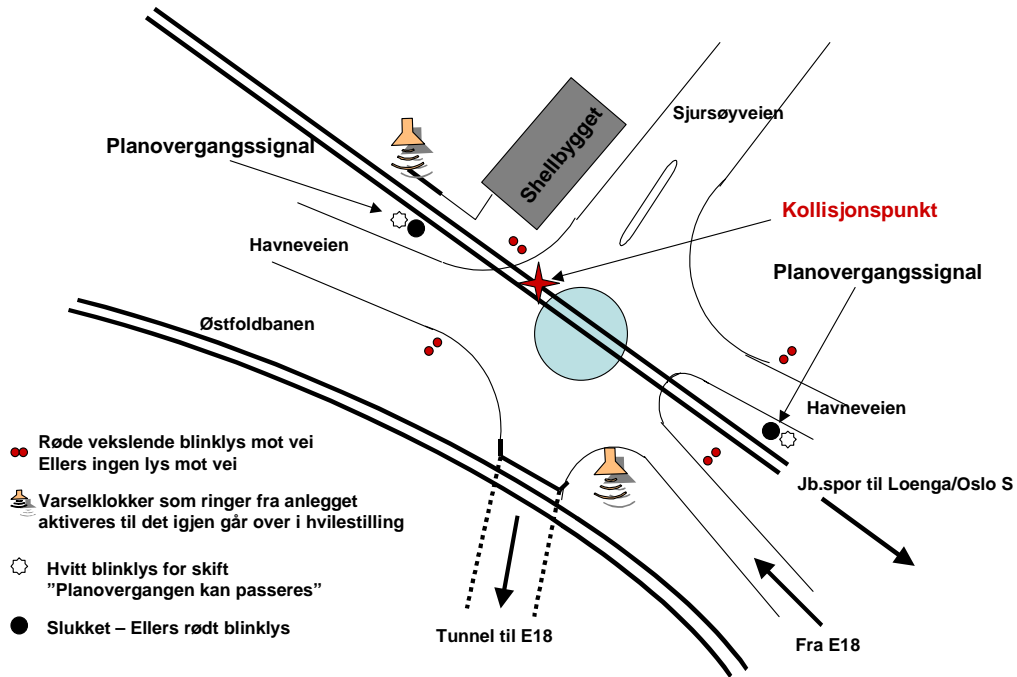 Sjursøyveien
Planovergangssignal
Shellbygget
Kollisjonspunkt
Havneveien
Planovergangssignal
Østfoldbanen
Havneveien
Røde vekslende blinklys mot vei
Ellers ingen lys mot vei
Jb.spor til Loenga/Oslo S
Varselklokker som ringer fra anlegget
aktiveres til det igjen går over i hvilestilling
Hvitt blinklys for skift
”Planovergangen kan passeres”
Slukket – Ellers rødt blinklys
Tunnel til E18
Fra E18